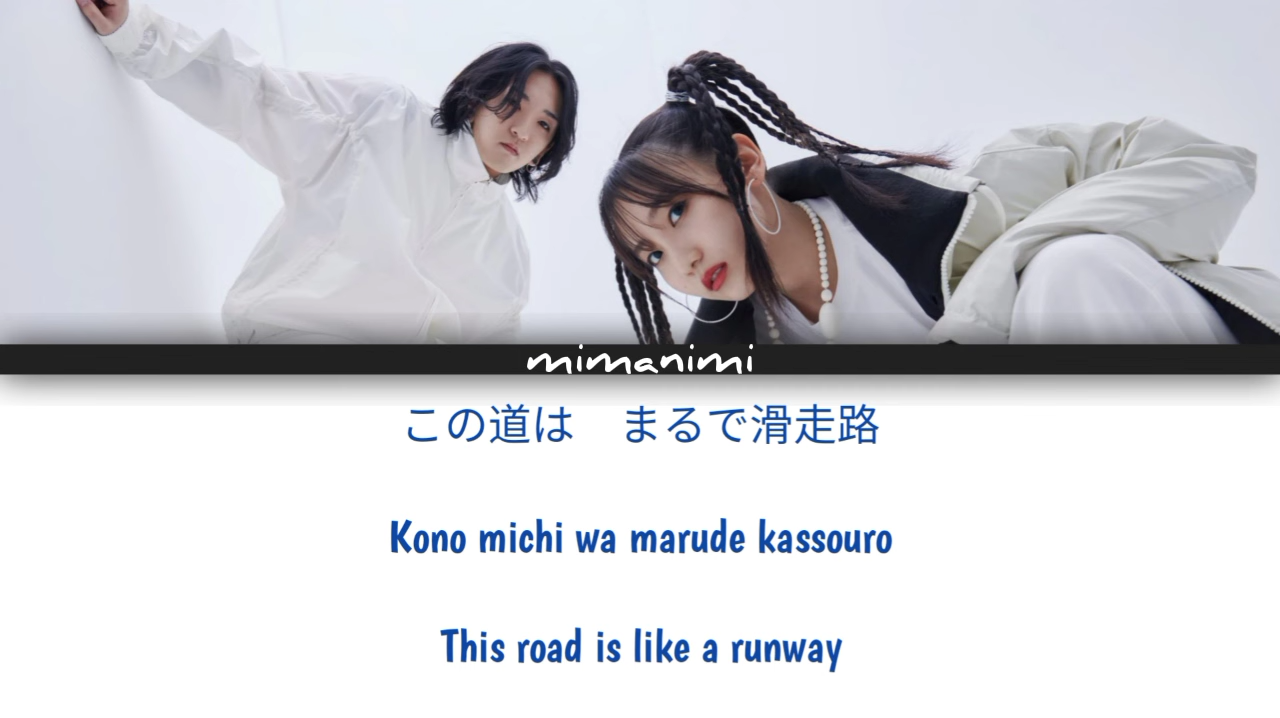 mimanimi
この道は　まるで滑走路
Kono michi wa marude kassouro
This road is like a runway